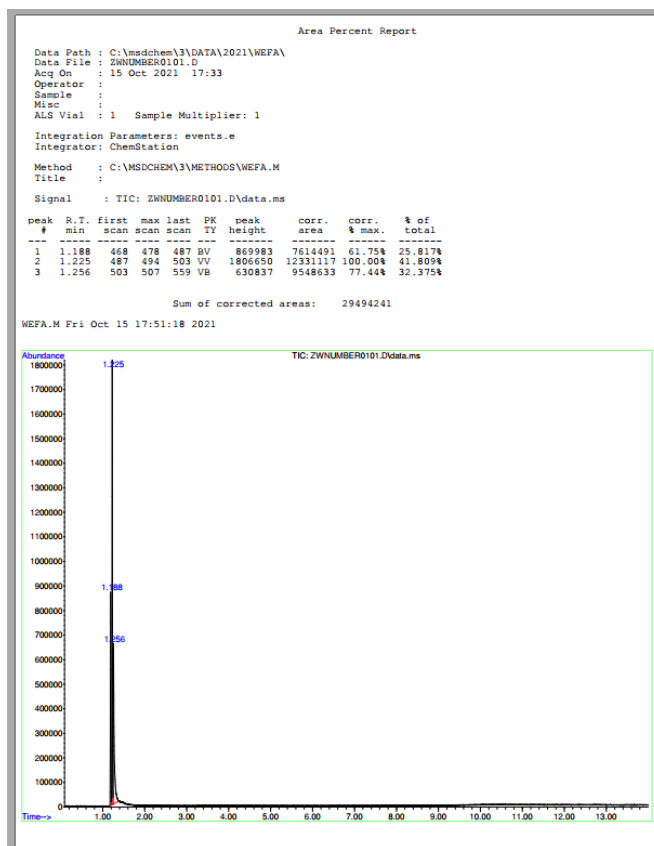 Area Percent Report
Data Path : C:\msdchem\3\DATA\2021\WEFA\
Data File : ZWNUMBER0101.D
Acq On : 15 Oct 2021 17:33
Operator :
Sample :
Misc :
ALS Vial : 1 Sample Multiplier: 1
Integration Parameters: events.e
Integrator: ChemStation
Method : C:\MSDCHEM\3\METHODS\WEFA.M
Title :
Signal : TIC: ZWNUMBER0101.D\data.ms
peak R.T. first max last PK peak corr. corr. % of
# min scan scan scan TY height area % max. total
--- ----- ----- ---- ---- --- ------- ------- ------ -------
1 1.188 468 478 487 BV 869983 7614491 61.75% 25.817%
2 1.225 487 494 503 VV 1806650 12331117 100.00% 41.809%
3 1.256 503 507 559 VB 630837 9548633 77.44% 32.375%
Sum of corrected areas: 29494241
WEFA.M Fri Oct 15 17:51:18 2021
Abundance TIC: ZWNUMBER0101.D\data.ms
1800000 1.225
1700000
1600000
1500000
1400000
1300000
1200000
1100000
1000000
900000 1.188
800000
700000 1.256
600000
500000
400000
300000
200000
100000
0
Time--> 1.00 2.00 3.00 4.00 5.00 6.00 7.00 8.00 9.00 10.00 11.00 12.00 13.00